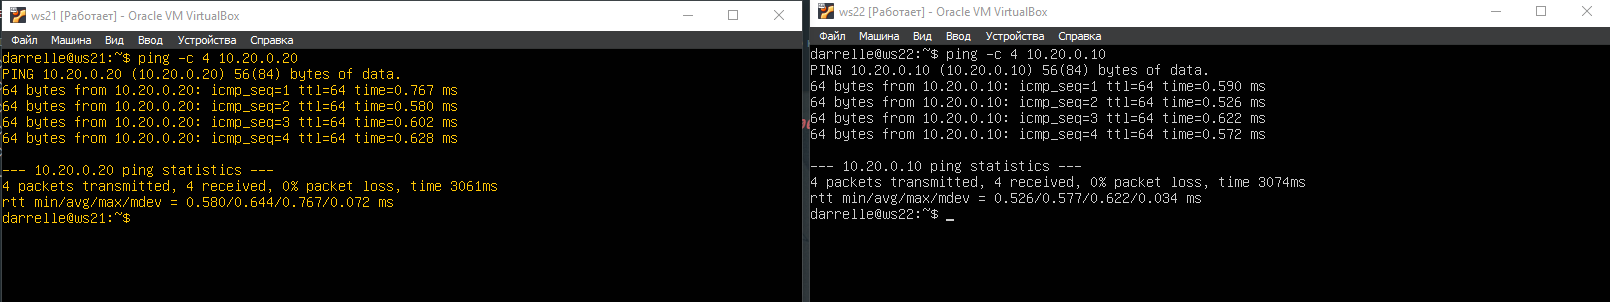 ws21 [Работает] - Oracle VM VirtualBox
Файл Машина Вид Ввод Устройства Справка
darrelle@ws21:~$ ping -c 4 10.20.0.20
PING 10.20.0.20 (10.20.0.20) 56(84) bytes of data.
64 bytes from 10.20.0.20: icmp_seq=1 ttl=64 time=0.767 ms
64 bytes from 10.20.0.20: icmp_seq=2 ttl=64 time=0.580 ms
64 bytes from 10.20.0.20: icmp_seq=3 ttl=64 time=0.602 ms
64 bytes from 10.20.0.20: icmp_seq=4 ttl=64 time=0.628 ms
--- 10.20.0.20 ping statistics ---
4 packets transmitted, 4 received, 0% packet loss, time 3061ms
rtt min/avg/max/mdev = 0.580/0.644/0.767/0.072 ms
darrelle@ws21:~$
ws22 [Работает] - Oracle VM VirtualBox
Файл Машина Вид Ввод Устройства Справка
darrelle@ws22:~$ ping -c 4 10.20.0.10
PING 10.20.0.10 (10.20.0.10) 56(84) bytes of data.
64 bytes from 10.20.0.10: icmp_seq=1 ttl=64 time=0.590 ms
64 bytes from 10.20.0.10: icmp_seq=2 ttl=64 time=0.526 ms
64 bytes from 10.20.0.10: icmp_seq=3 ttl=64 time=0.622 ms
64 bytes from 10.20.0.10: icmp_seq=4 ttl=64 time=0.572 ms
--- 10.20.0.10 ping statistics ---
4 packets transmitted, 4 received, 0% packet loss, time 3074ms
rtt min/avg/max/mdev = 0.526/0.577/0.622/0.034 ms
darrelle@ws22:~$ _